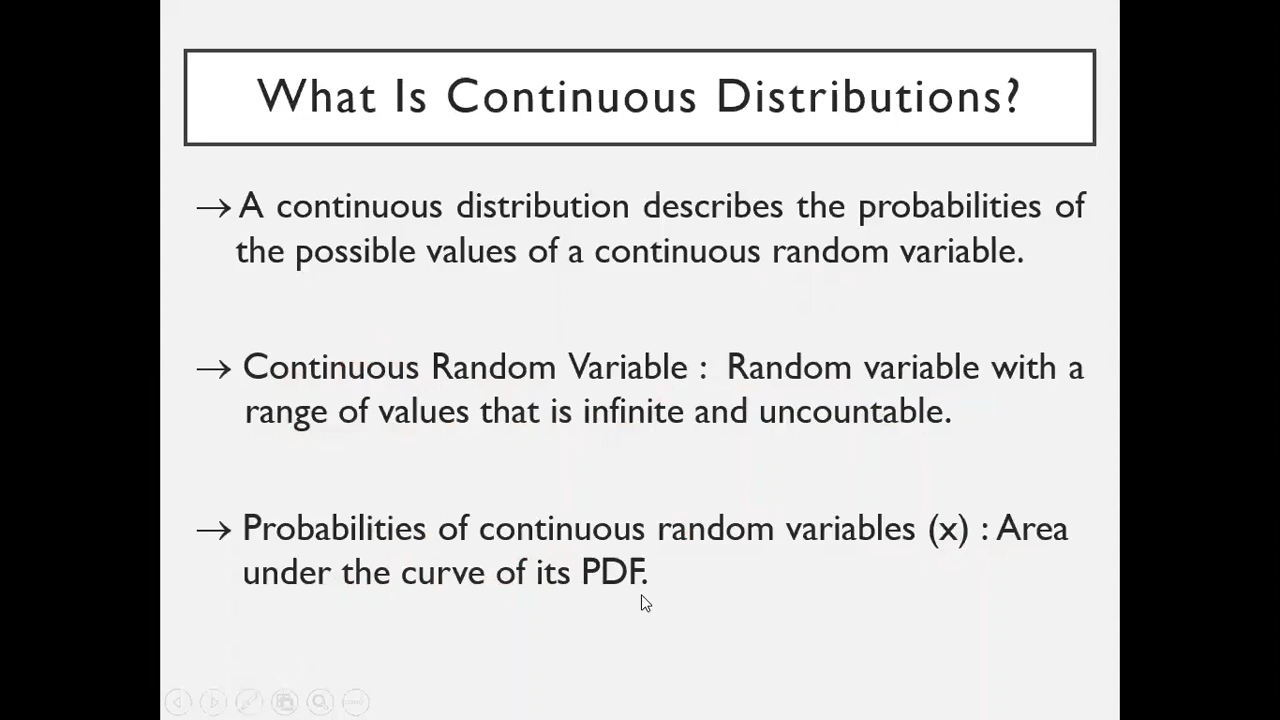 What Is Continuous Distributions?
→ A continuous distribution describes the probabilities of
the possible values of a continuous random variable.
→ Continuous Random Variable : Random variable with a
range of values that is infinite and uncountable.
→ Probabilities of continuous random variables (x) : Area
under the curve of its PDF.